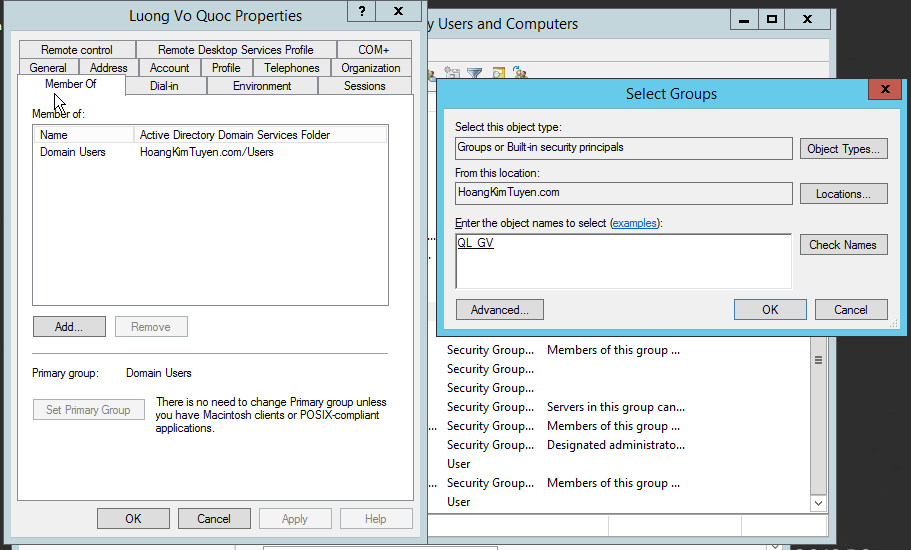 Luong Vo Quoc Properties
?
X
Remote control
Remote Desktop Services Profile
COM+
General
Address
Account
Profile
Telephones
Organization
Member Of
Dial-in
Environment
Sessions
Member of:
Name
Active Directory Domain Services Folder
Domain Users
HoangKimTuyen.com/Users
Add...
Remove
Primary group:
Domain Users
Set Primary Group
There is no need to change Primary group unless
you have Macintosh clients or POSIX-compliant
applications.
OK
Cancel
Apply
Help
y Users and Computers
X
Select Groups
X
Select this object type:
Groups or Built-in security principals
Object Types...
From this location:
HoangKimTuyen.com
Locations...
Enter the object names to select (examples):
QL_GV
Check Names
Advanced...
OK
Cancel
...
.
Security Group...
Members of this group ...
Security Group...
Security Group...
Security Group...
Servers in this group can...
...
Security Group...
Members of this group ...
Security Group...
Designated administrato...
User
...
Security Group...
Members of this group ...
User